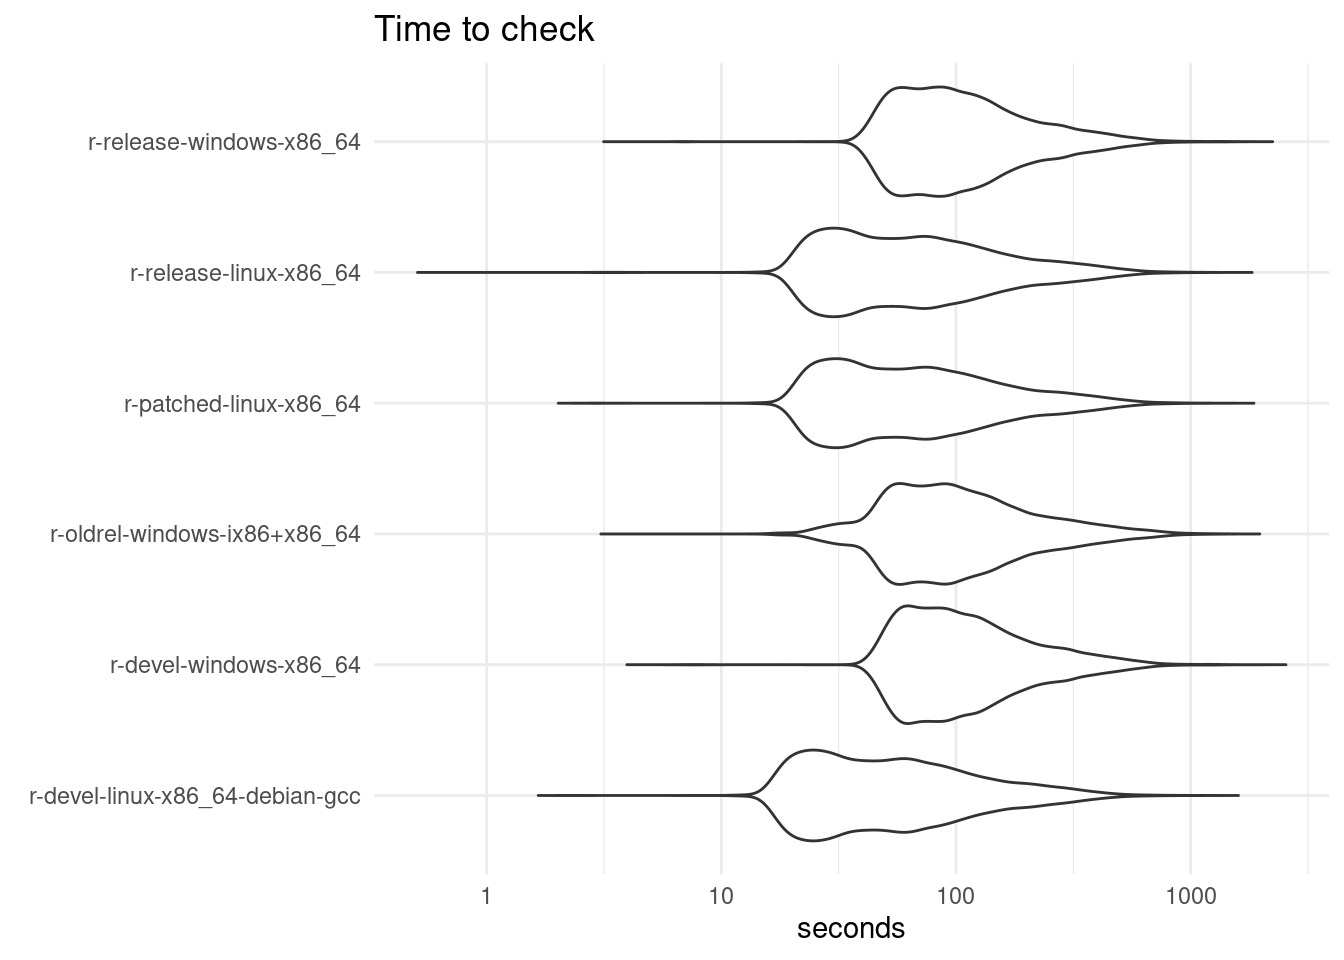 Time to check
r-release-windows-x86_64
r-release-linux-x86_64
r-patched-linux-x86_64
r-oldrel-windows-ix86+x86_64
r-devel-windows-x86_64
r-devel-linux-x86_64-debian-gcc
1 10 100 1000
seconds